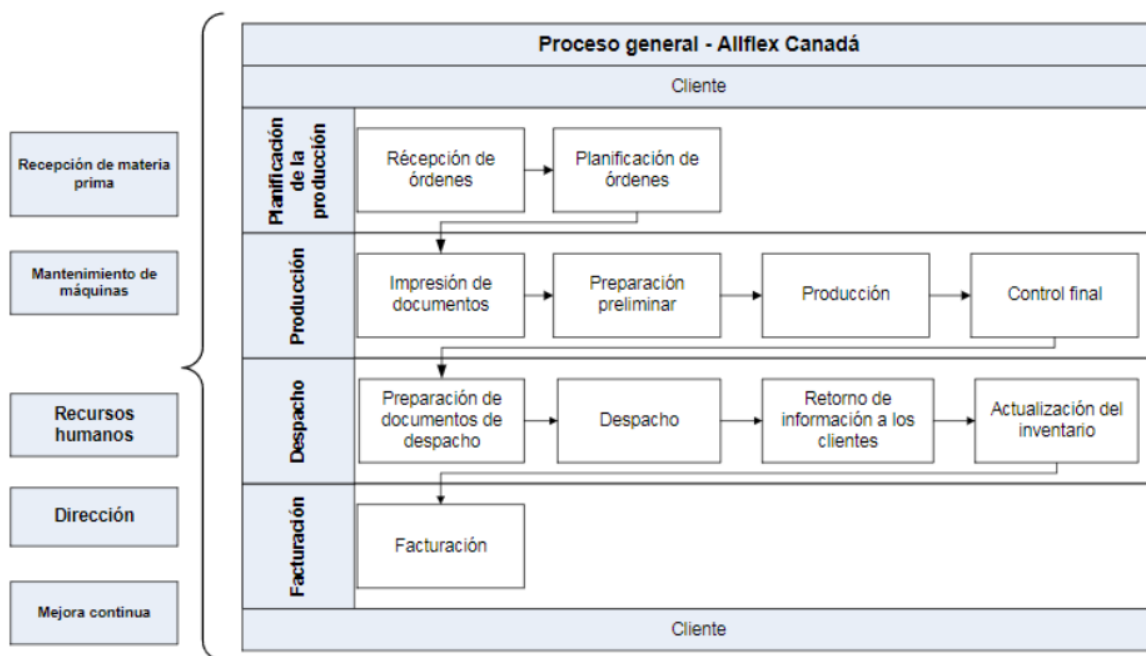 Proceso general - Allflex Canadá
Cliente
Recepción de materia
prima
Mantenimiento de
máquinas
Recursos
humanos
Dirección
Mejora continua
Planificación
de la
producción
Récepción de
órdenes
Planificación de
órdenes
Producción
Impresión de
documentos
Preparación
preliminar
Producción
Control final
Despacho
Preparación de
documentos de
despacho
Despacho
Retorno de
información a los
clientes
Actualización del
inventario
Facturación
Facturación
Cliente